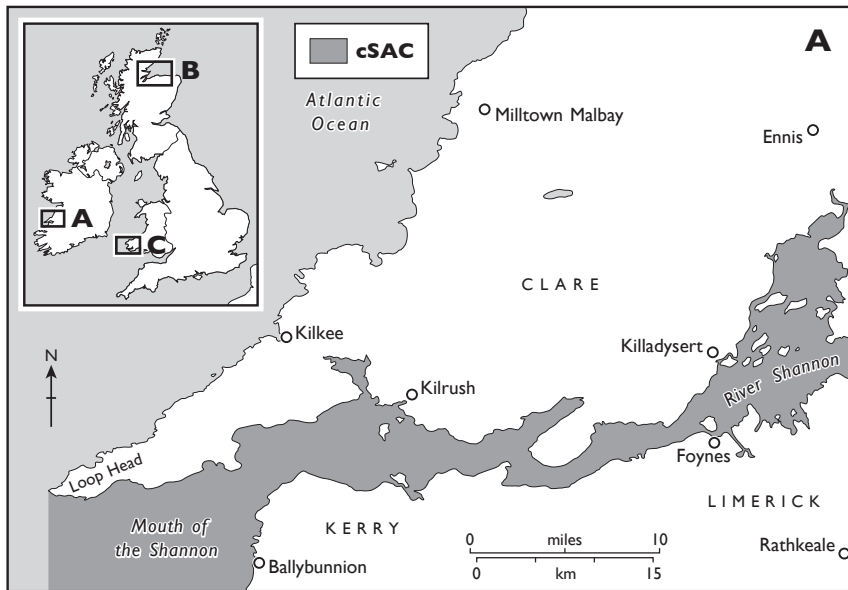 cSAC
A
B
A
C
Atlantic
Ocean
Milltown Malbay
Ennis
CLARE
N
Kilkee
Killadysert
Kilrush
River Shannon
Loop Head
Foynes
Mouth of
the Shannon
KERRY
LIMERICK
0 miles 10
0 km 15
Ballybunnion
Rathkeale